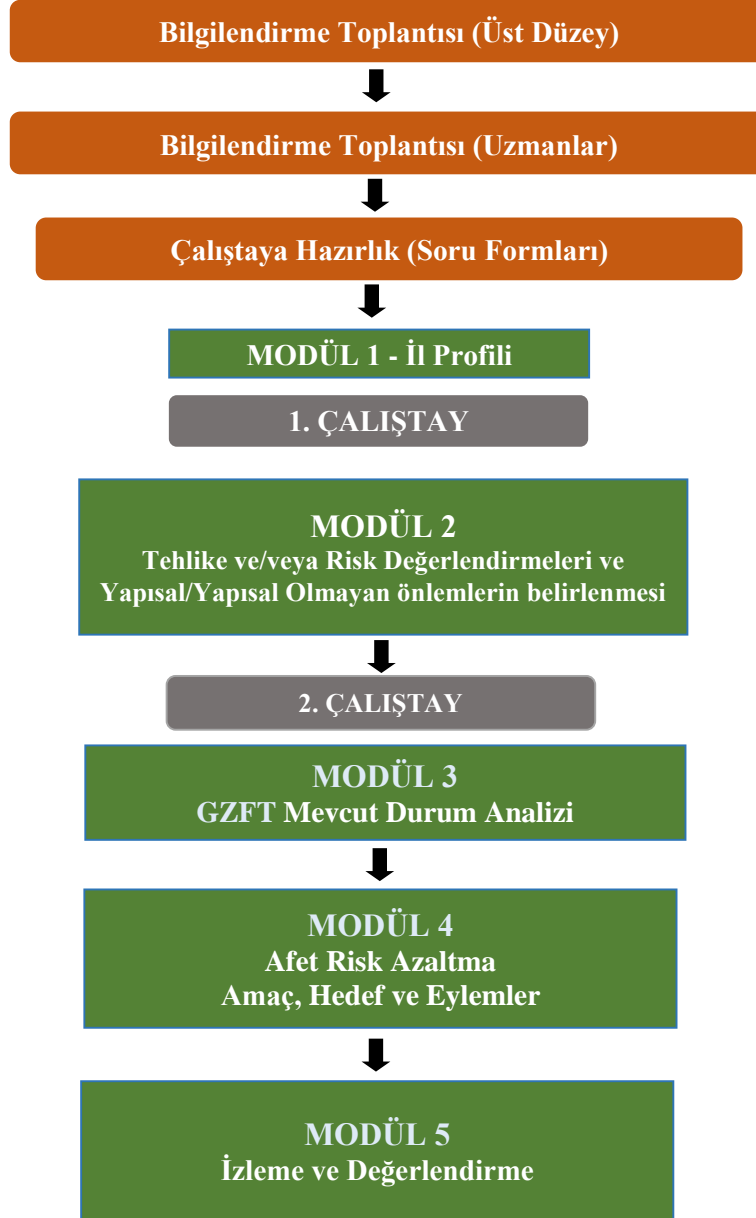 Bilgilendirme Toplantısı (Üst Düzey)
Bilgilendirme Toplantısı (Uzmanlar)
Çalıştaya Hazırlık (Soru Formları)
MODÜL 1 - İl Profili
1. ÇALIŞTAY
MODÜL 2
Tehlike ve/veya Risk Değerlendirmeleri ve
Yapısal/Yapısal Olmayan önlemlerin belirlenmesi
2. ÇALIŞTAY
MODÜL 3
GZFT Mevcut Durum Analizi
MODÜL 4
Afet Risk Azaltma
Amaç, Hedef ve Eylemler
MODÜL 5
İzleme ve Değerlendirme